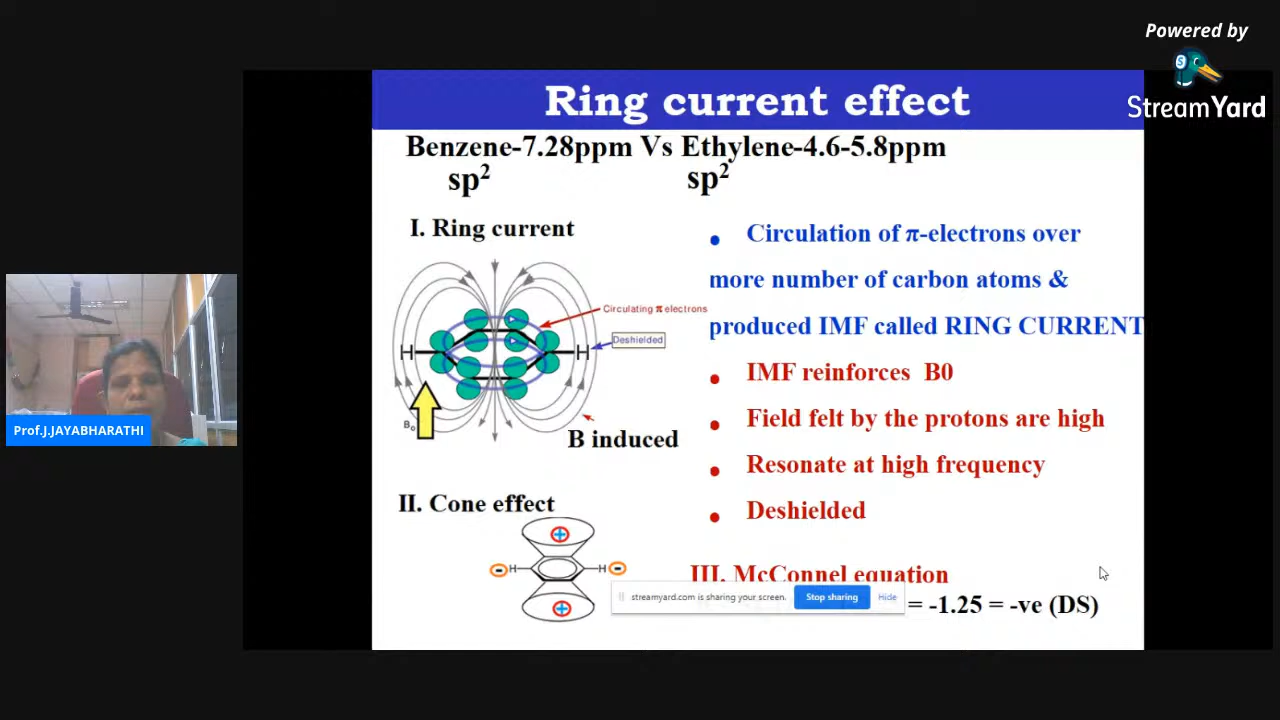 Powered by
StreamYard
Ring current effect
Benzene-7.28ppm Vs Ethylene-4.6-5.8ppm
sp2 sp2
I. Ring current
Circulating π electrons
H H
Deshielded
B0
B induced
• Circulation of π-electrons over
more number of carbon atoms &
produced IMF called RING CURRENT
• IMF reinforces B0
• Field felt by the protons are high
• Resonate at high frequency
• Deshielded
II. Cone effect
+
- H H -
+
III. McConnel equation
= -1.25 = -ve (DS)
streamyard.com is sharing your screen. Stop sharing Hide
Prof.J.JAYABHARATHI